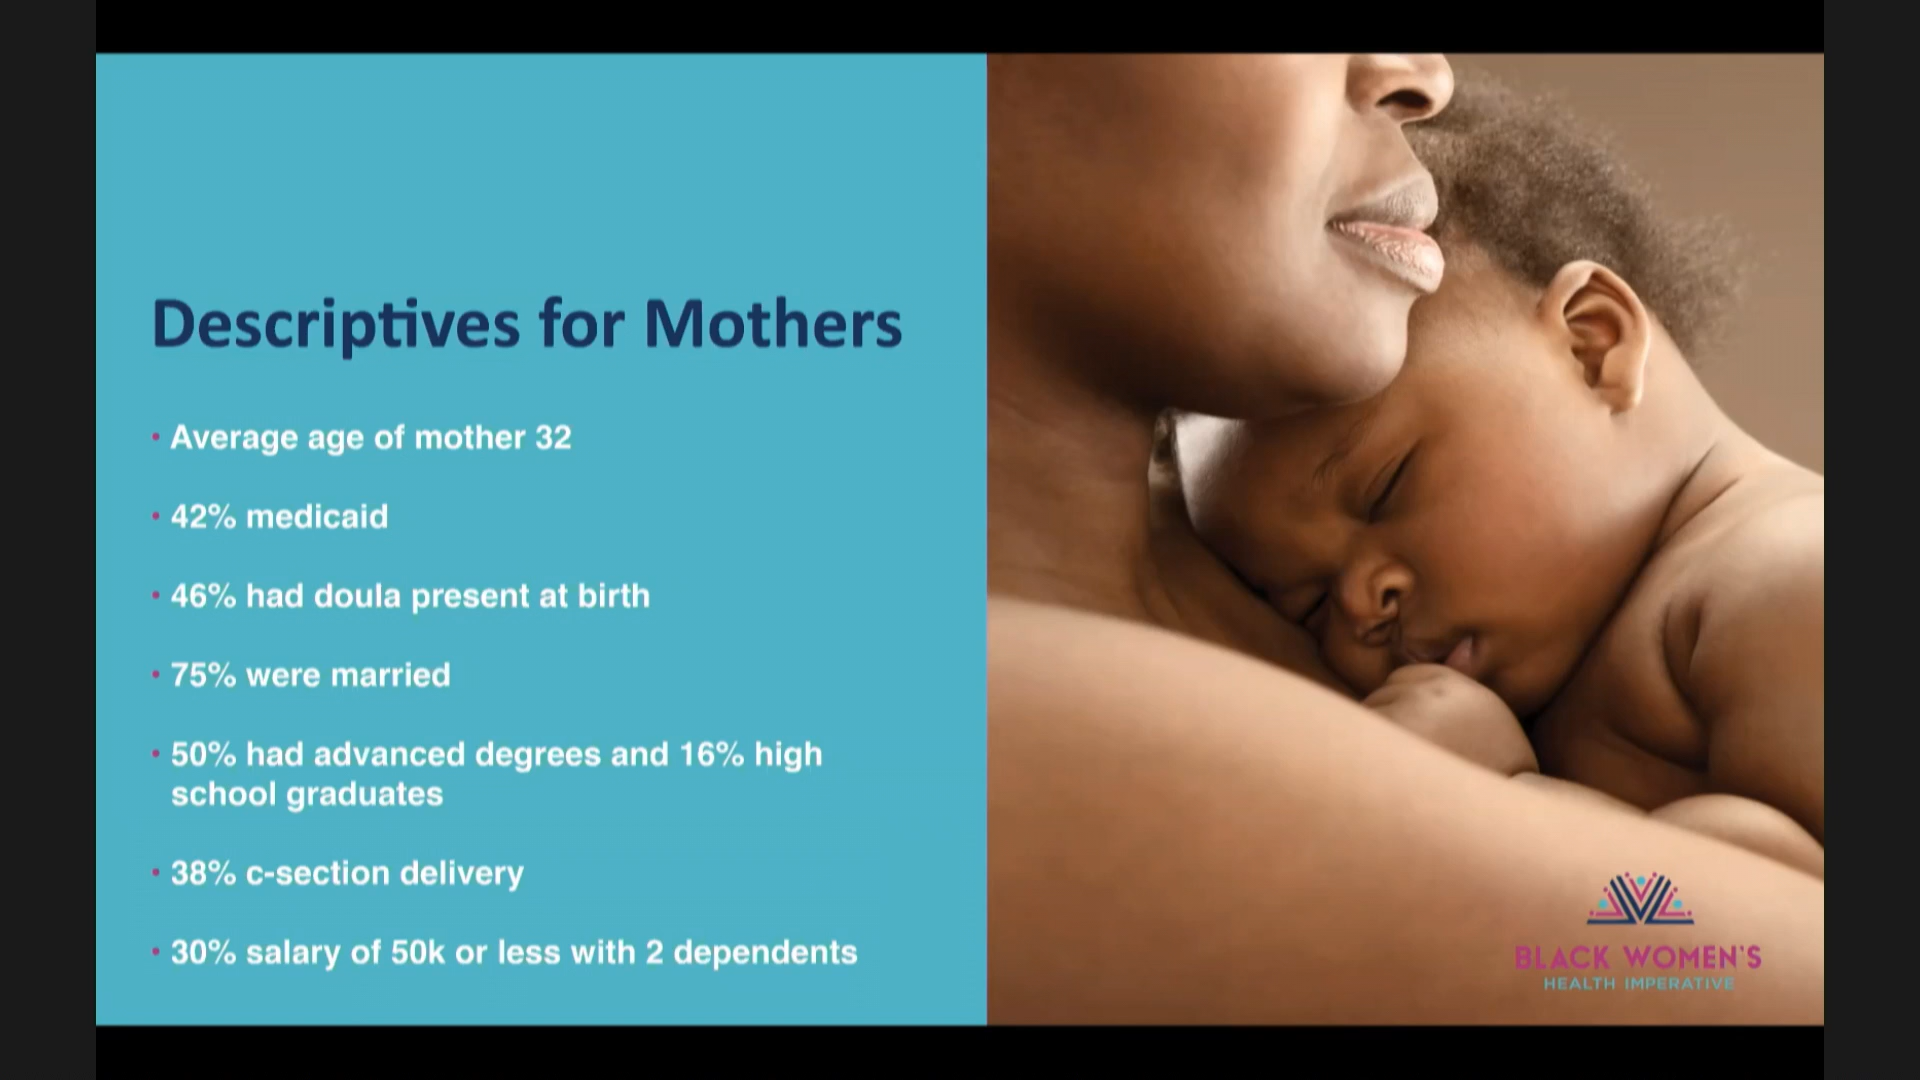 Descriptives for Mothers
• Average age of mother 32
• 42% medicaid
• 46% had doula present at birth
• 75% were married
• 50% had advanced degrees and 16% high
school graduates
• 38% c-section delivery
• 30% salary of 50k or less with 2 dependents
BLACK WOMEN'S
HEALTH IMPERATIVE